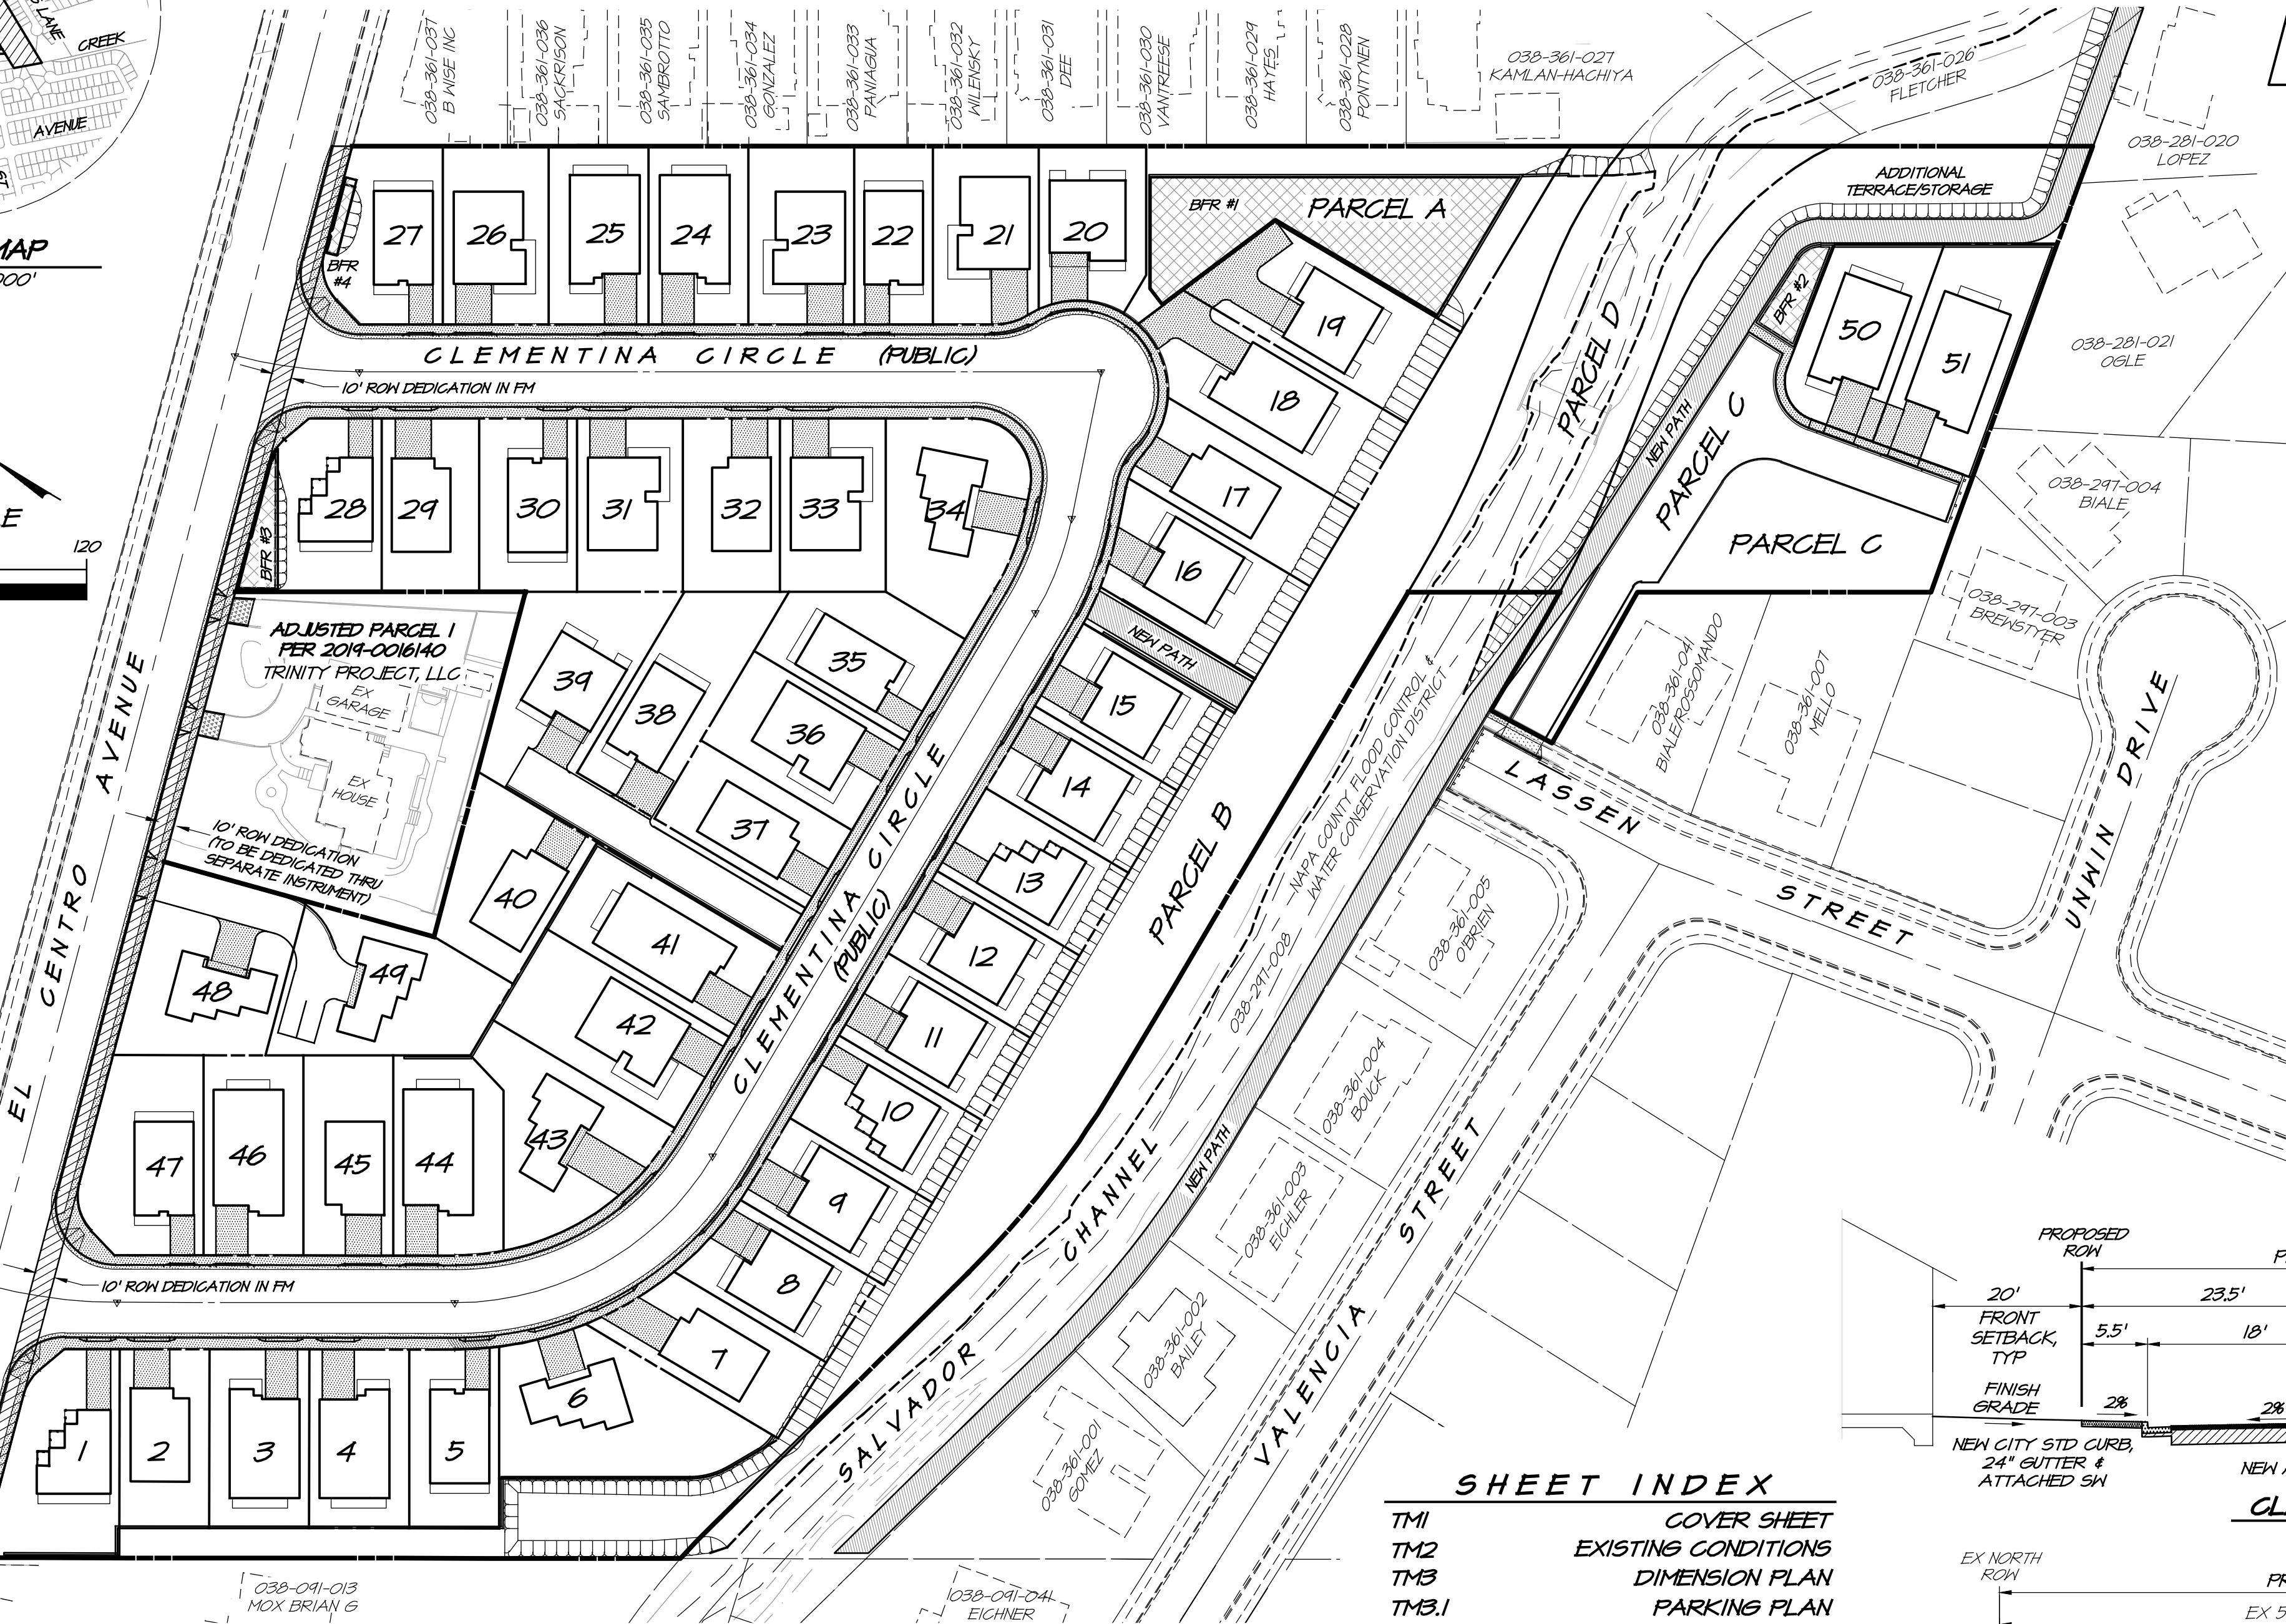 LANE
CREEK
AVENUE
ST
MAP
000'
E
120
038-361-037
B WISE INC
038-361-036
SACKRISON
038-361-035
SAMBROTTO
038-361-034
GONZALEZ
038-361-033
PANIAGUA
038-361-032
WILENSKY
038-361-031
DEE
038-361-030
VANTREESE
038-361-029
HAYES
038-361-028
PONTYNEN
038-361-027
KAMLAN-HACHIYA
038-361-026
FLETCHER
038-281-020
LOPEZ
ADDITIONAL
TERRACE/STORAGE
BFR #1
PARCEL A
27
26
25
24
23
22
21
20
BFR
#4
19
18
17
16
PARCEL D
BFR #2
50
51
038-281-021
OGLE
CLEMENTINA CIRCLE (PUBLIC)
10' ROW DEDICATION IN FM
NEW PATH
PARCEL C
PARCEL C
28
29
30
31
32
33
34
BFR #3
038-297-004
BIALE
038-297-003
BREWSTYER
ADJUSTED PARCEL 1
PER 2019-0016140
TRINITY PROJECT, LLC
EX
GARAGE
EX
HOUSE
10' ROW DEDICATION
(TO BE DEDICATED THRU
SEPARATE INSTRUMENT)
39
38
35
36
37
NEW PATH
15
14
13
12
11
10
9
8
7
6
40
41
42
43
48
49
47
46
45
44
EL CENTRO AVENUE
CLEMENTINA CIRCLE
(PUBLIC)
PARCEL B
NAPA COUNTY FLOOD CONTROL &
WATER CONSERVATION DISTRICT
038-297-008
038-361-041
BIALE/ROSSOMANDO
038-361-007
MELLO
LASSEN STREET
UNWIN DRIVE
038-361-005
O'BRIEN
038-361-004
BOUCK
NEW PATH
038-361-003
EICHLER
038-361-002
BAILEY
038-361-001
GOMEZ
SALVADOR CHANNEL
VALENCIA STREET
10' ROW DEDICATION IN FM
1
2
3
4
5
038-091-013
MOX BRIAN G
038-091-041
EICHNER
SHEET INDEX
TM1 COVER SHEET
TM2 EXISTING CONDITIONS
TM3 DIMENSION PLAN
TM3.1 PARKING PLAN
PROPOSED
ROW
20'
23.5'
FRONT
SETBACK,
TYP
5.5'
18'
FINISH
GRADE
2%
2%
NEW CITY STD CURB,
24" GUTTER &
ATTACHED SW
NEW
EX NORTH
ROW
EX 5